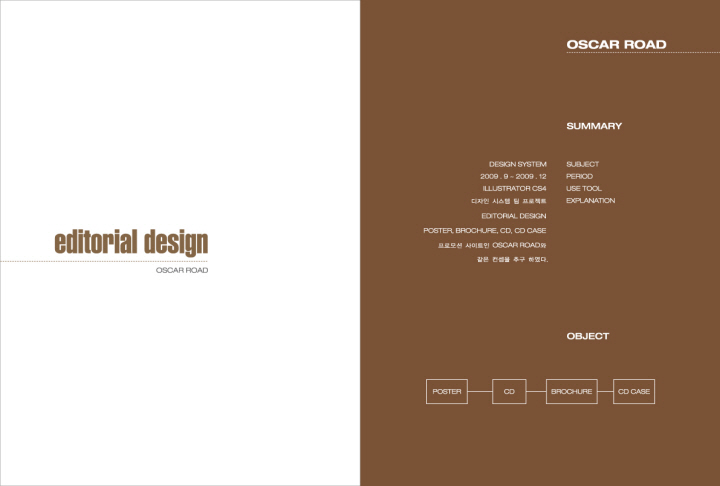 editorial design
OSCAR ROAD
OSCAR ROAD
SUMMARY
DESIGN SYSTEM SUBJECT
2009 . 9 - 2009 . 12 PERIOD
ILLUSTRATOR CS4 USE TOOL
디자인 시스템 팀 프로젝트 EXPLANATION
EDITORIAL DESIGN
POSTER, BROCHURE, CD, CD CASE
프로모션 사이트인 OSCAR ROAD와
같은 컨셉을 추구 하였다.
OBJECT
POSTER CD BROCHURE CD CASE